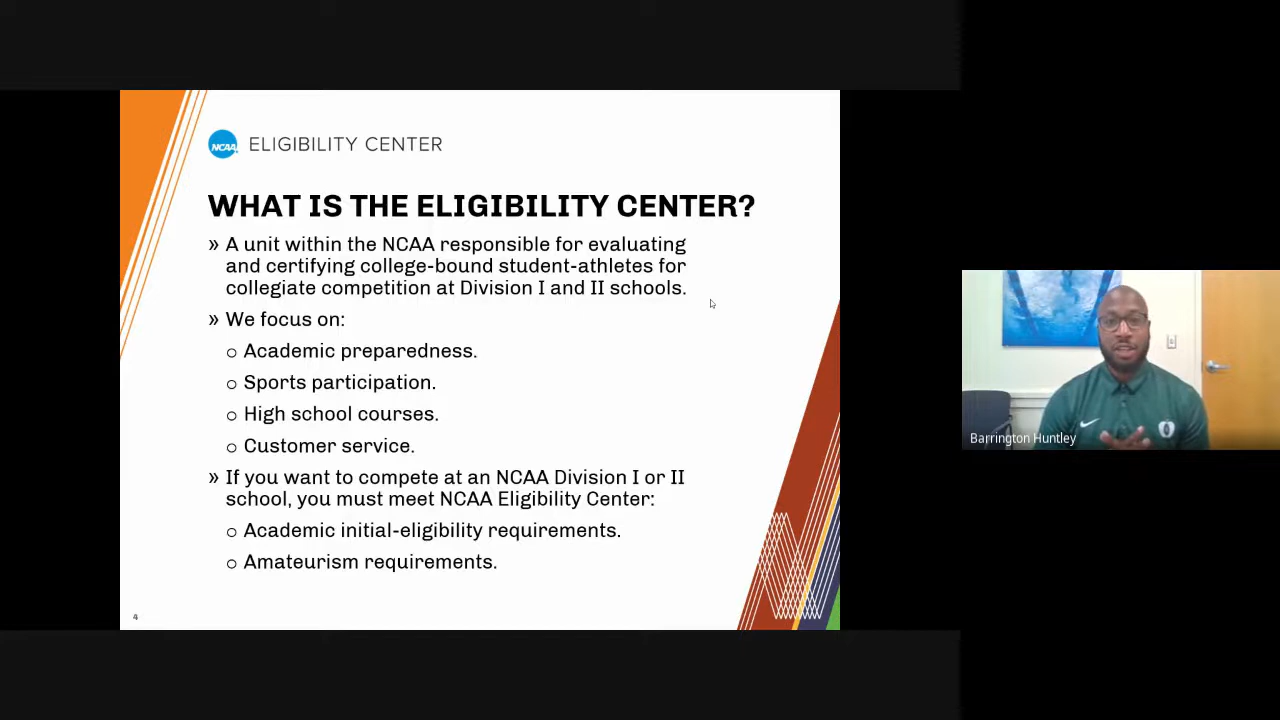 NCAA ELIGIBILITY CENTER
WHAT IS THE ELIGIBILITY CENTER?
» A unit within the NCAA responsible for evaluating
and certifying college-bound student-athletes for
collegiate competition at Division I and II schools.
» We focus on:
o Academic preparedness.
o Sports participation.
o High school courses.
o Customer service.
» If you want to compete at an NCAA Division I or II
school, you must meet NCAA Eligibility Center:
o Academic initial-eligibility requirements.
o Amateurism requirements.
4
Barrington Huntley